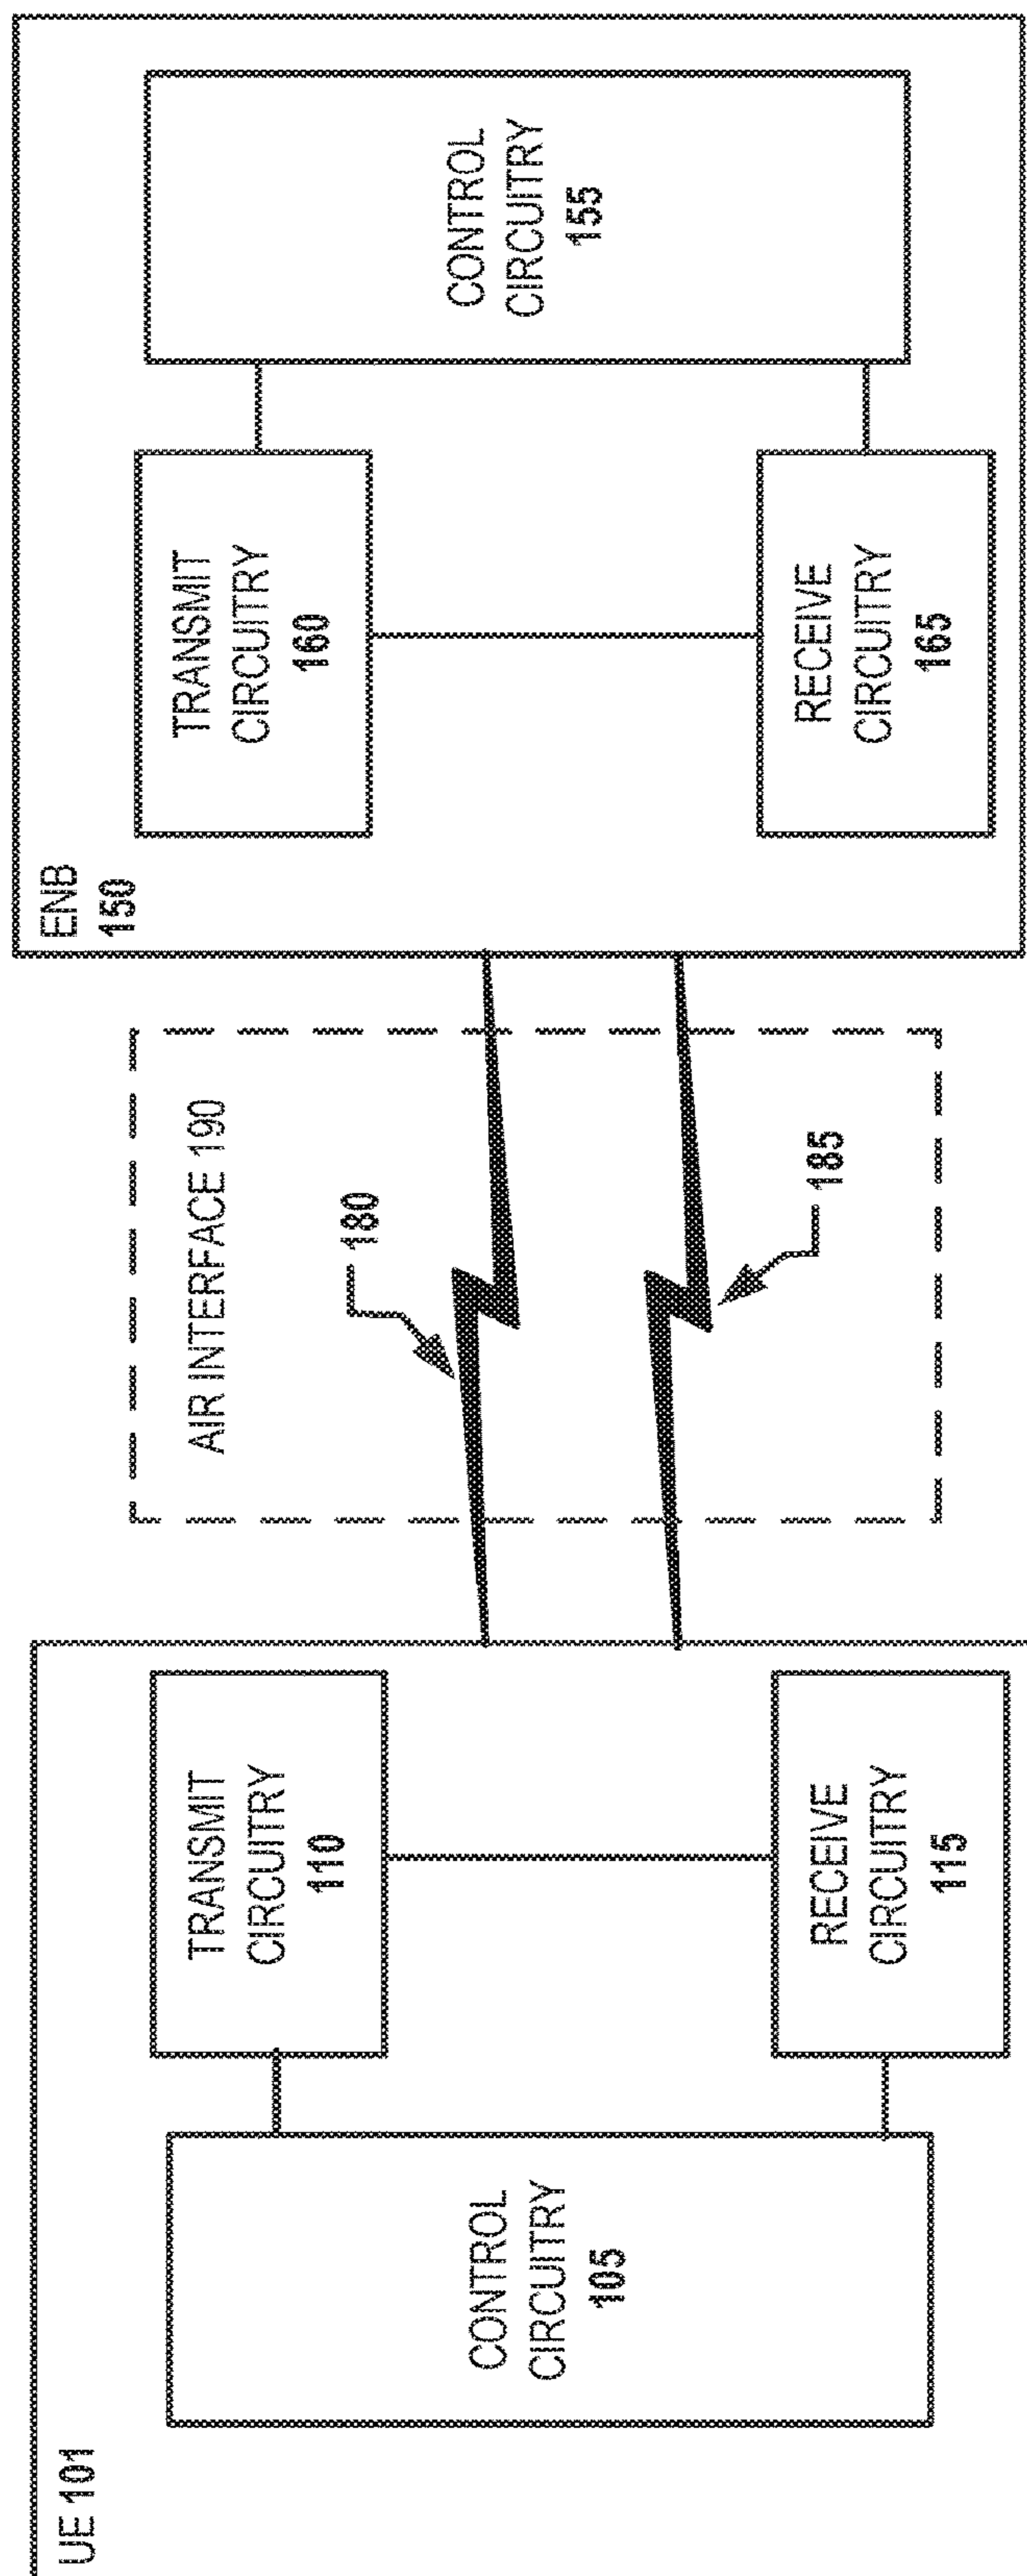 UE 101
CONTROL
CIRCUITRY
105
TRANSMIT
CIRCUITRY
110
RECEIVE
CIRCUITRY
115
AIR INTERFACE 190
180
185
ENB
150
TRANSMIT
CIRCUITRY
160
RECEIVE
CIRCUITRY
165
CONTROL
CIRCUITRY
155